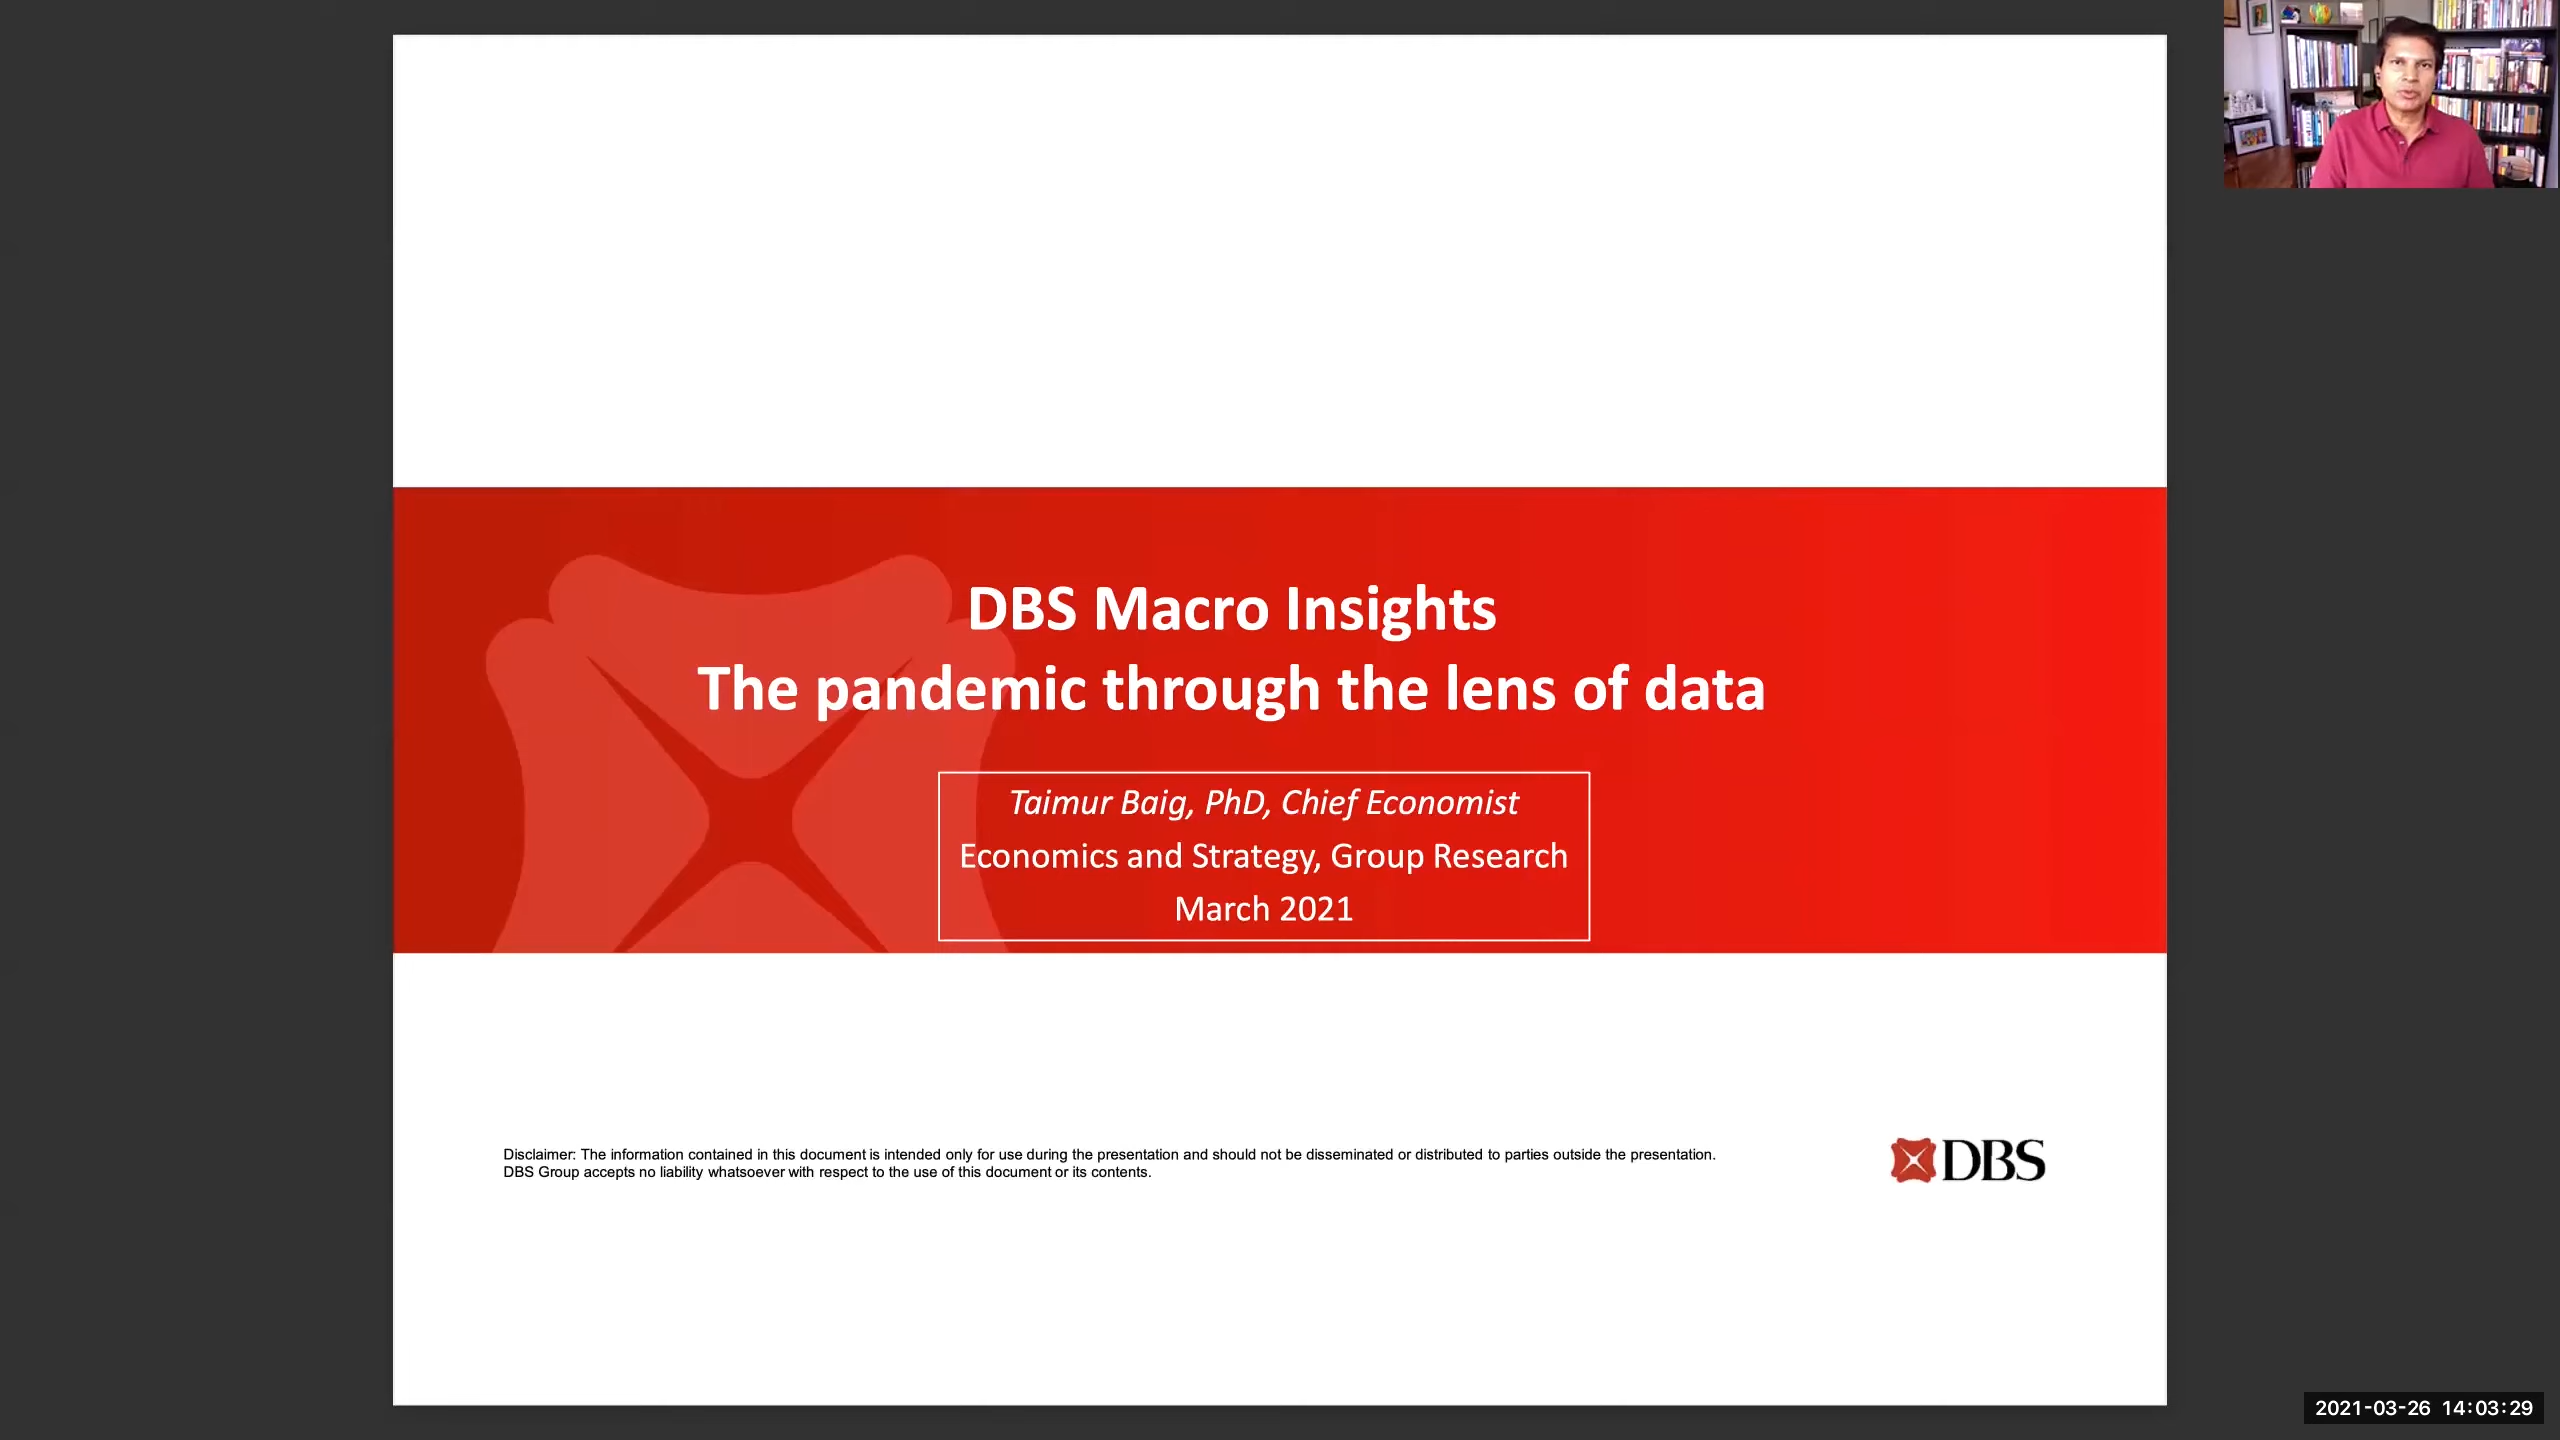 DBS Macro Insights
The pandemic through the lens of data
Taimur Baig, PhD, Chief Economist
Economics and Strategy, Group Research
March 2021
Disclaimer: The information contained in this document is intended only for use during the presentation and should not be disseminated or distributed to parties outside the presentation.
DBS Group accepts no liability whatsoever with respect to the use of this document or its contents.
DBS
2021-03-26 14:03:29